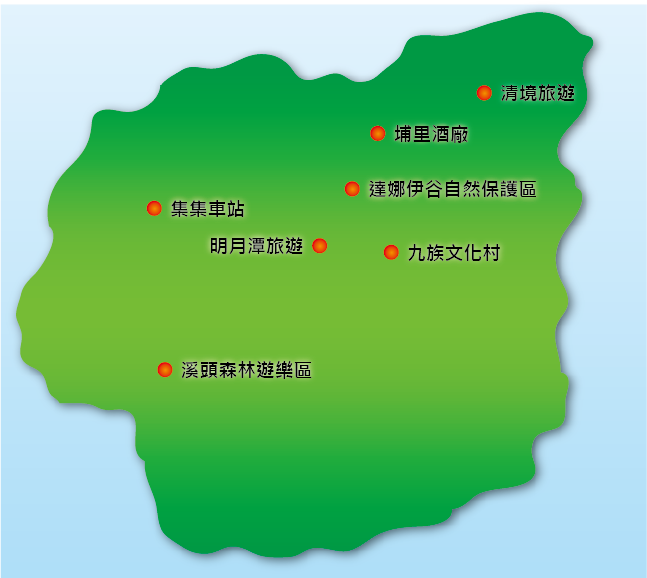 清境旅遊
埔里酒廠
達娜伊谷自然保護區
集集車站
明月潭旅遊
九族文化村
溪頭森林遊樂區